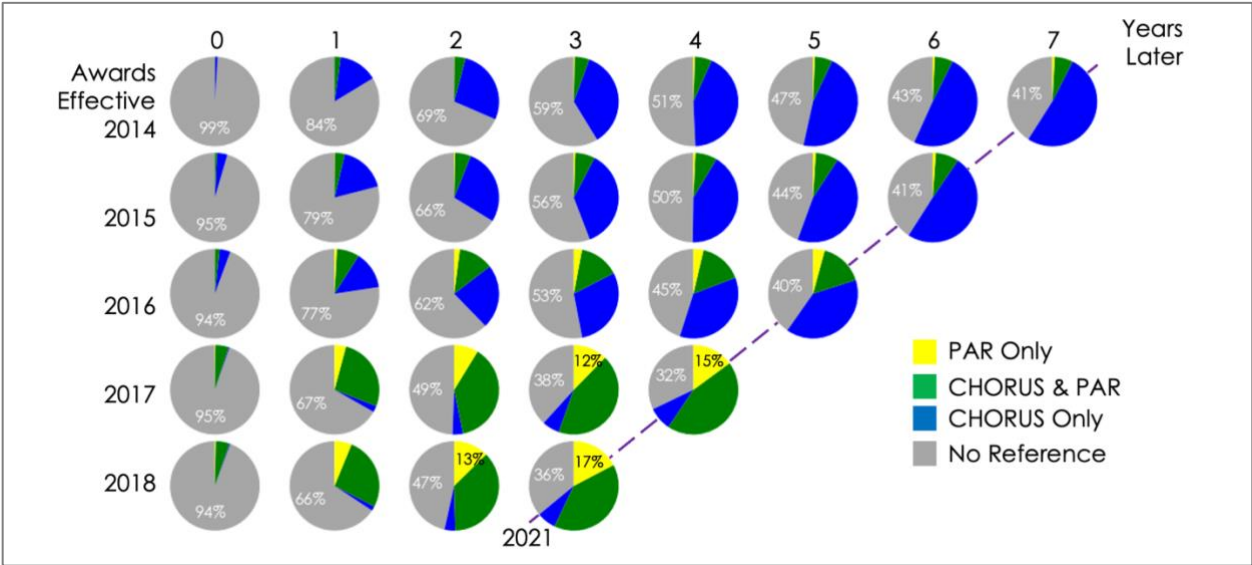 0 1 2 3 4 5 6 7 Years
Later
Awards
Effective
2014
99% 84% 69% 59% 51% 47% 43% 41%
2015
95% 79% 66% 56% 50% 44% 41%
2016
94% 77% 62% 53% 45% 40%
2017
95% 67% 49% 38% 12% 32% 15%
2018
94% 66% 47% 13% 36% 17%
2021
PAR Only
CHORUS & PAR
CHORUS Only
No Reference